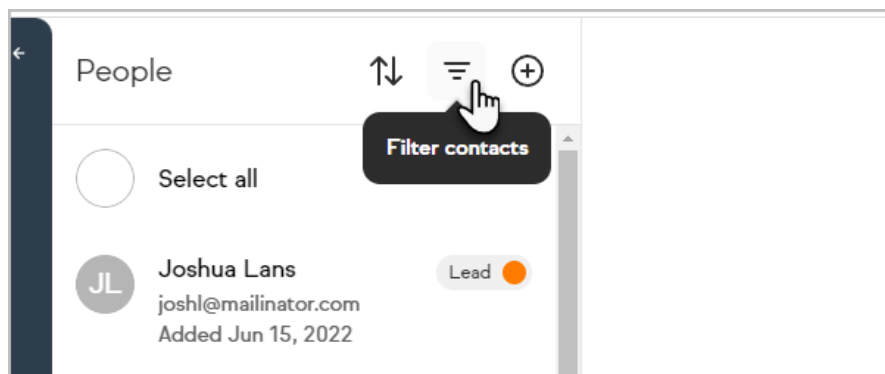 People
Filter contacts
Select all
JL
Joshua Lans
Lead
joshl@mailinator.com
Added Jun 15, 2022